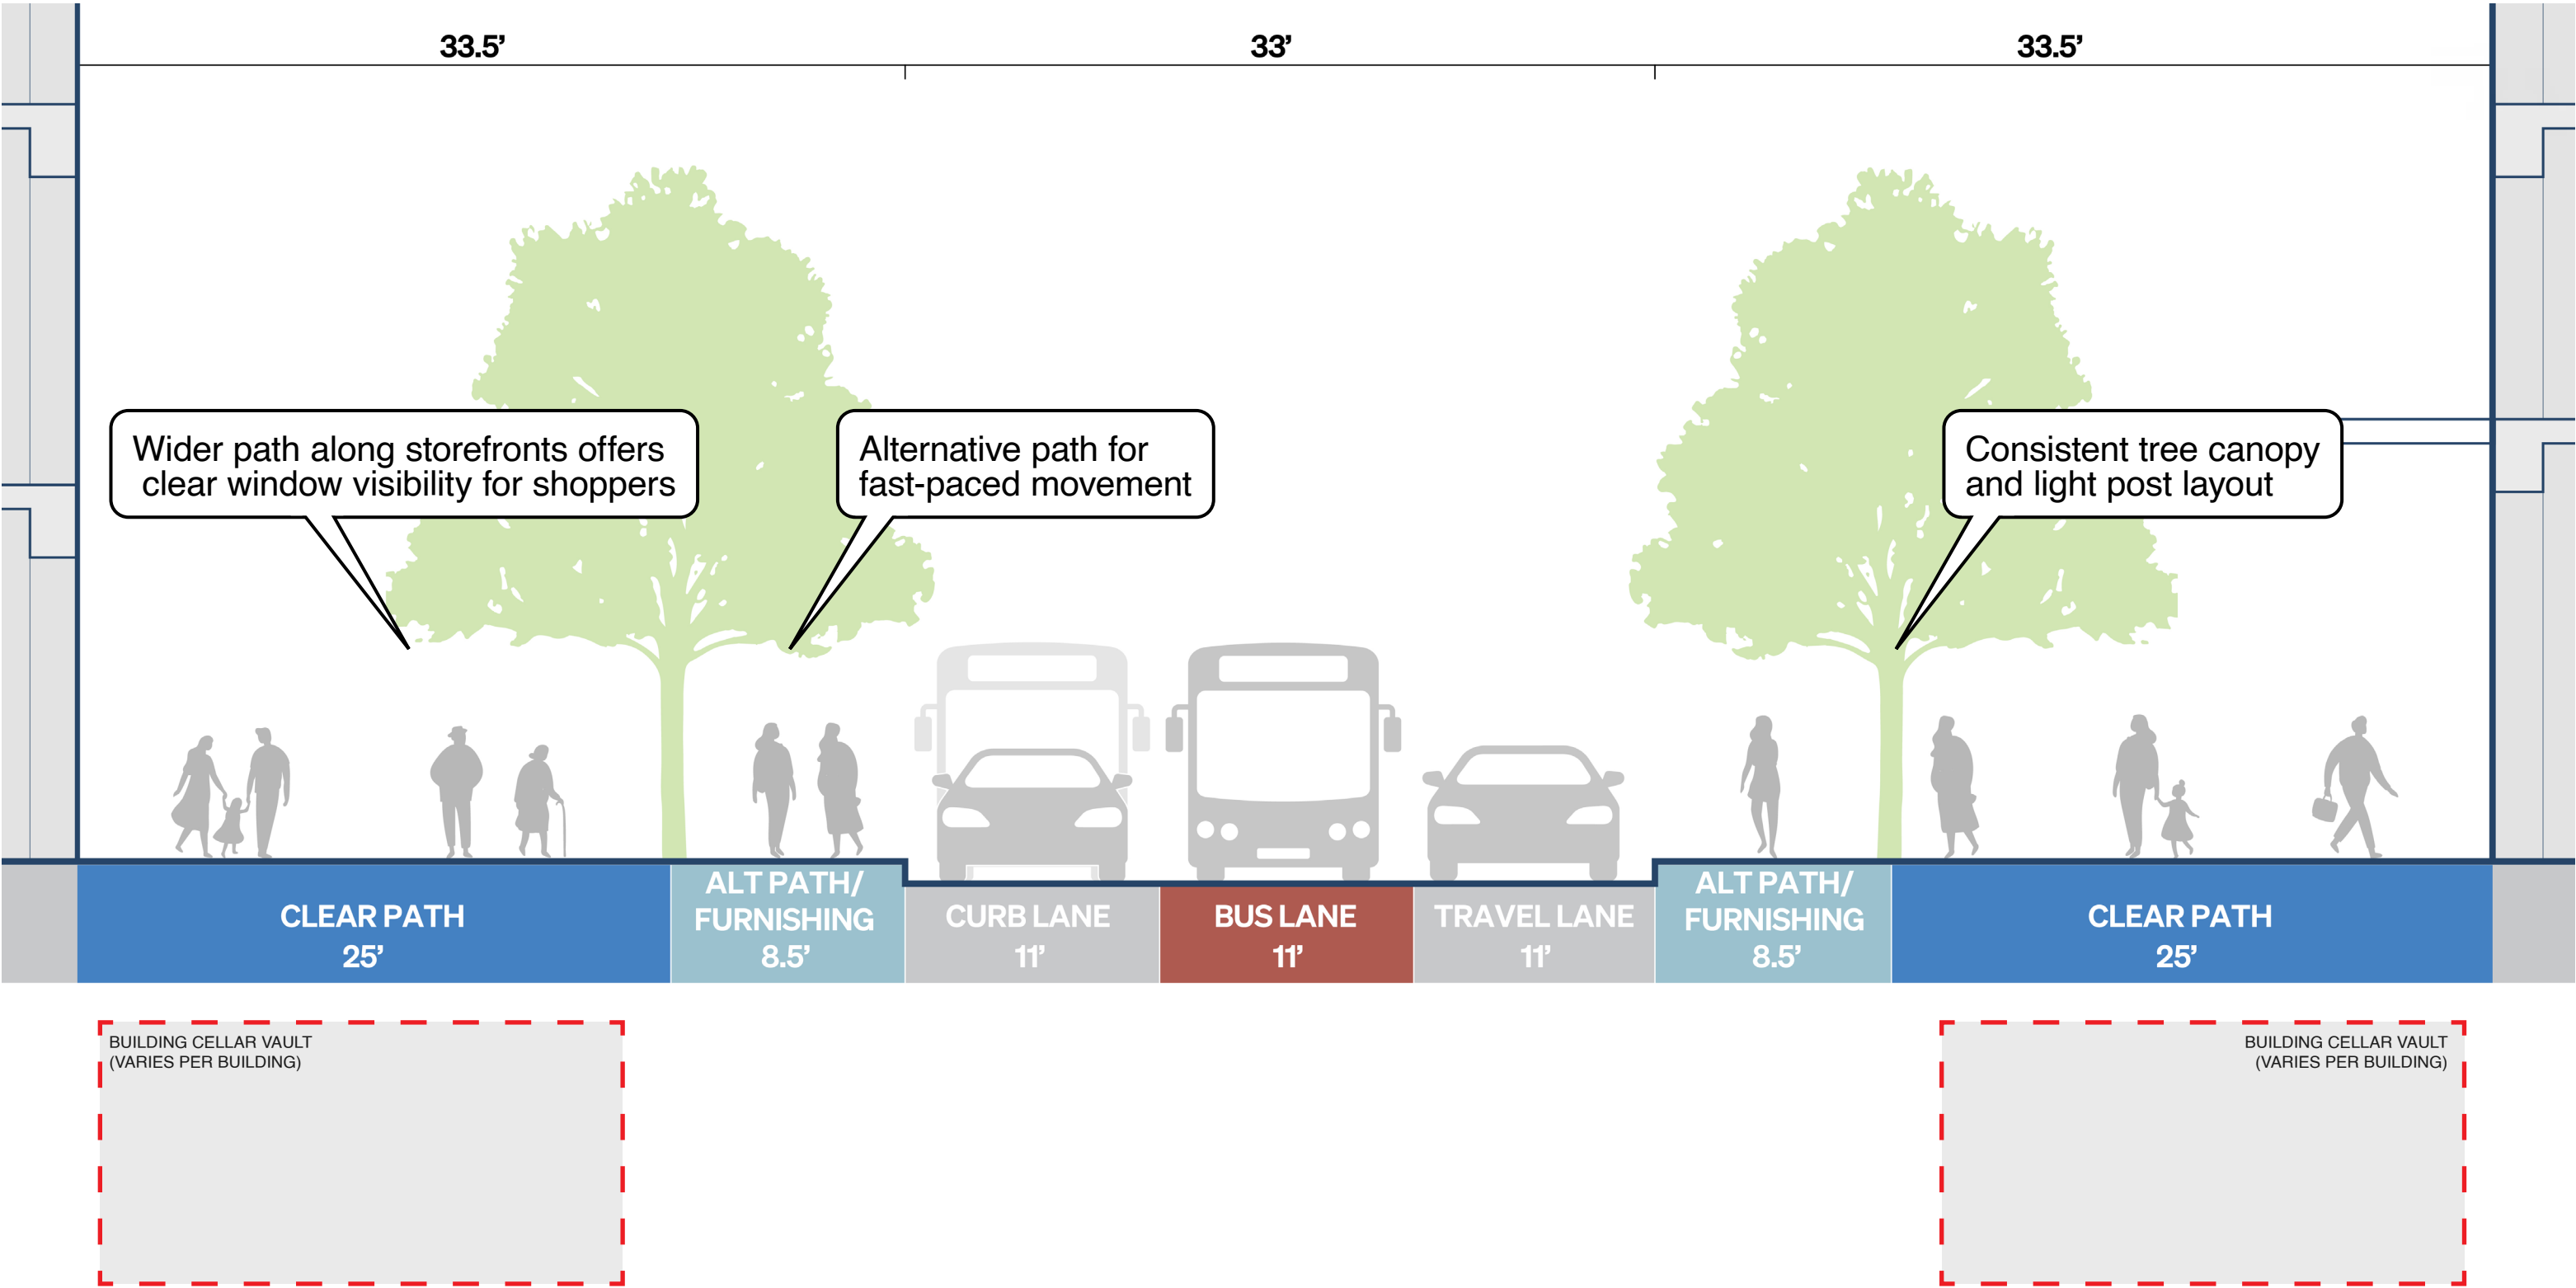 33.5’
33’
33.5’
Wider path along storefronts offers
clear window visibility for shoppers
Alternative path for
fast-paced movement
Consistent tree canopy
and light post layout
CLEAR PATH
25’
ALT PATH/
FURNISHING
8.5’
CURB LANE
11’
BUS LANE
11’
TRAVEL LANE
11’
ALT PATH/
FURNISHING
8.5’
CLEAR PATH
25’
BUILDING CELLAR VAULT
(VARIES PER BUILDING)
BUILDING CELLAR VAULT
(VARIES PER BUILDING)